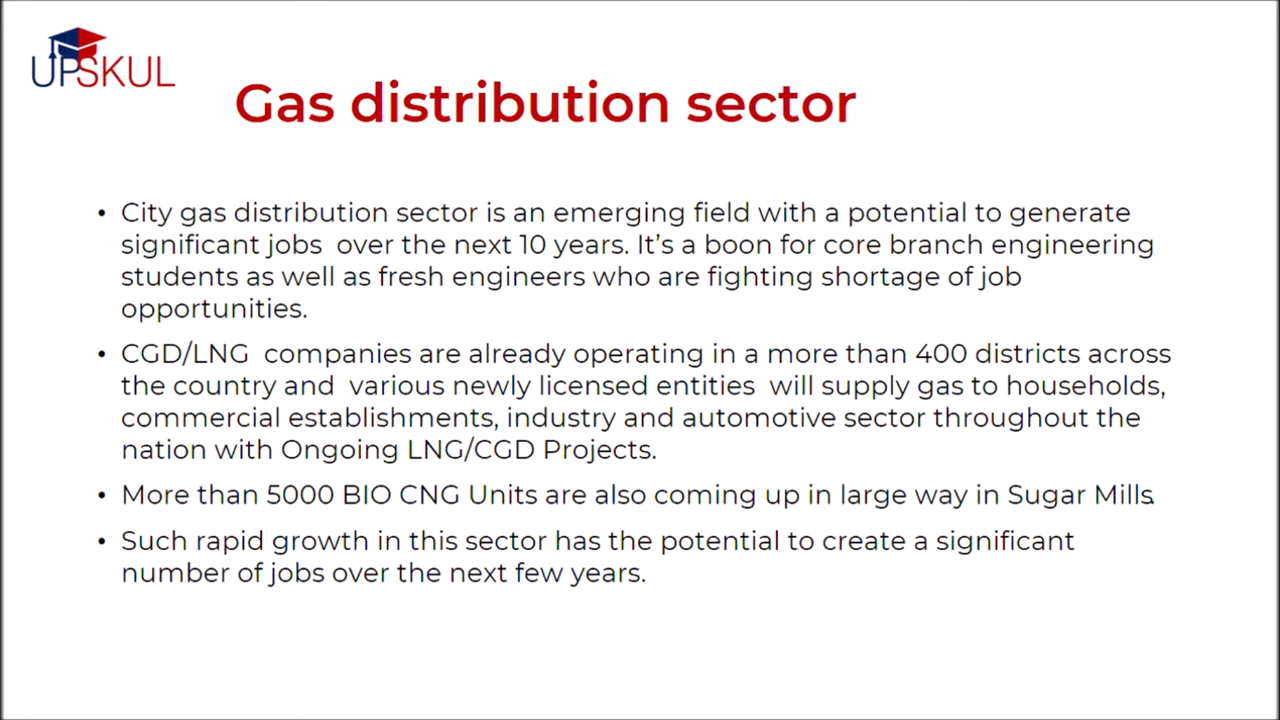 UPSKUL
Gas distribution sector
• City gas distribution sector is an emerging field with a potential to generate
significant jobs over the next 10 years. It’s a boon for core branch engineering
students as well as fresh engineers who are fighting shortage of job
opportunities.
• CGD/LNG companies are already operating in a more than 400 districts across
the country and various newly licensed entities will supply gas to households,
commercial establishments, industry and automotive sector throughout the
nation with Ongoing LNG/CGD Projects.
• More than 5000 BIO CNG Units are also coming up in large way in Sugar Mills.
• Such rapid growth in this sector has the potential to create a significant
number of jobs over the next few years.